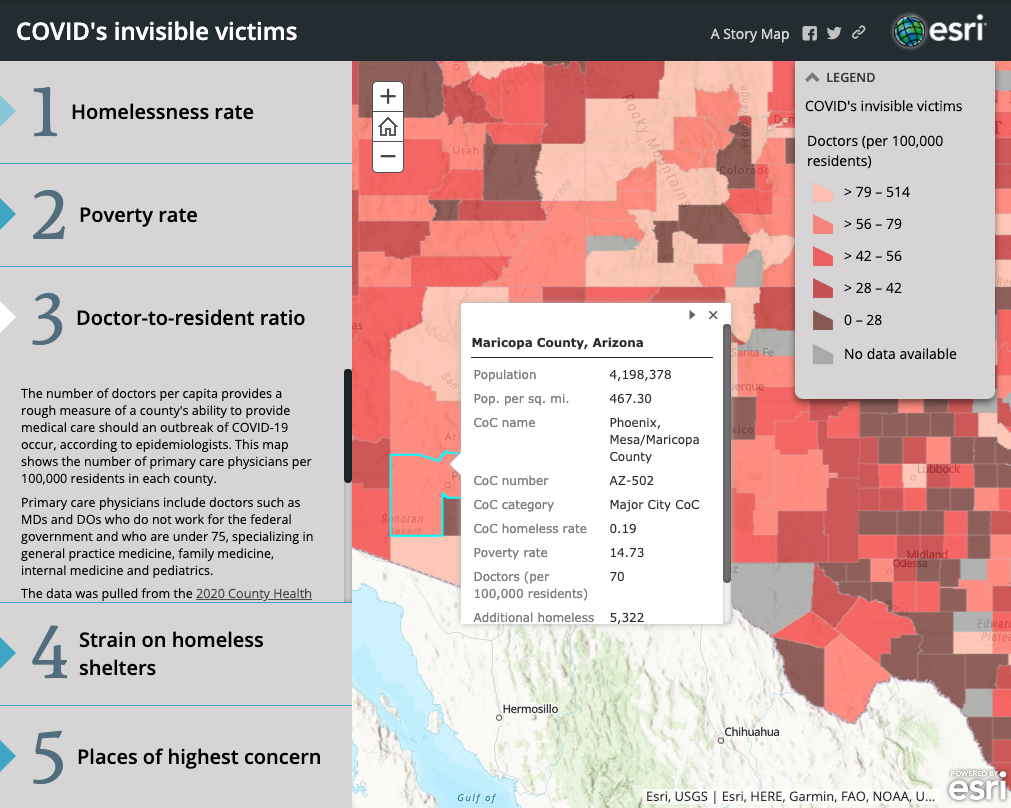 COVID's invisible victims
A Story Map
esri
1 Homelessness rate
2 Poverty rate
3 Doctor-to-resident ratio
The number of doctors per capita provides a
rough measure of a county's ability to provide
medical care should an outbreak of COVID-19
occur, according to epidemiologists. This map
shows the number of primary care physicians per
100,000 residents in each county.
Primary care physicians include doctors such as
MDs and DOs who do not work for the federal
government and who are under 75, specializing in
general practice medicine, family medicine,
internal medicine and pediatrics.
The data was pulled from the 2020 County Health
4 Strain on homeless
shelters
5 Places of highest concern
+
−
LEGEND
COVID's invisible victims
Doctors (per 100,000
residents)
> 79 – 514
> 56 – 79
> 42 – 56
> 28 – 42
0 – 28
No data available
Utah
Rocky Mountains
Front Range
Colorado
Santa Fe
Lubbock
Midland
Odessa
Sonoran
Desert
Maricopa County, Arizona
Population 4,198,378
Pop. per sq. mi. 467.30
CoC name Phoenix,
Mesa/Maricopa
County
CoC number AZ-502
CoC category Major City CoC
CoC homeless rate 0.19
Poverty rate 14.73
Doctors (per 70
100,000 residents)
Additional homeless 5,322
Hermosillo
Chihuahua
Gulf of
Esri, USGS | Esri, HERE, Garmin, FAO, NOAA, U...
POWERED BY
esri